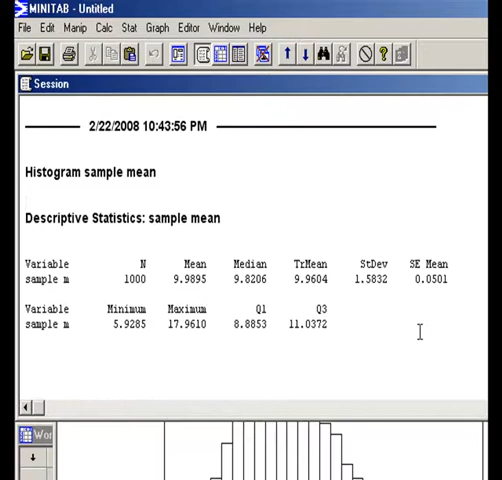 MINITAB - Untitled
File Edit Manip Calc Stat Graph Editor Window Help
Session
2/22/2008 10:43:56 PM
Histogram sample mean
Descriptive Statistics: sample mean
Variable N Mean Median TrMean StDev SE Mean
sample m 1000 9.9895 9.8206 9.9604 1.5832 0.0501
Variable Minimum Maximum Q1 Q3
sample m 5.9285 17.9610 8.8853 11.0372
Wor